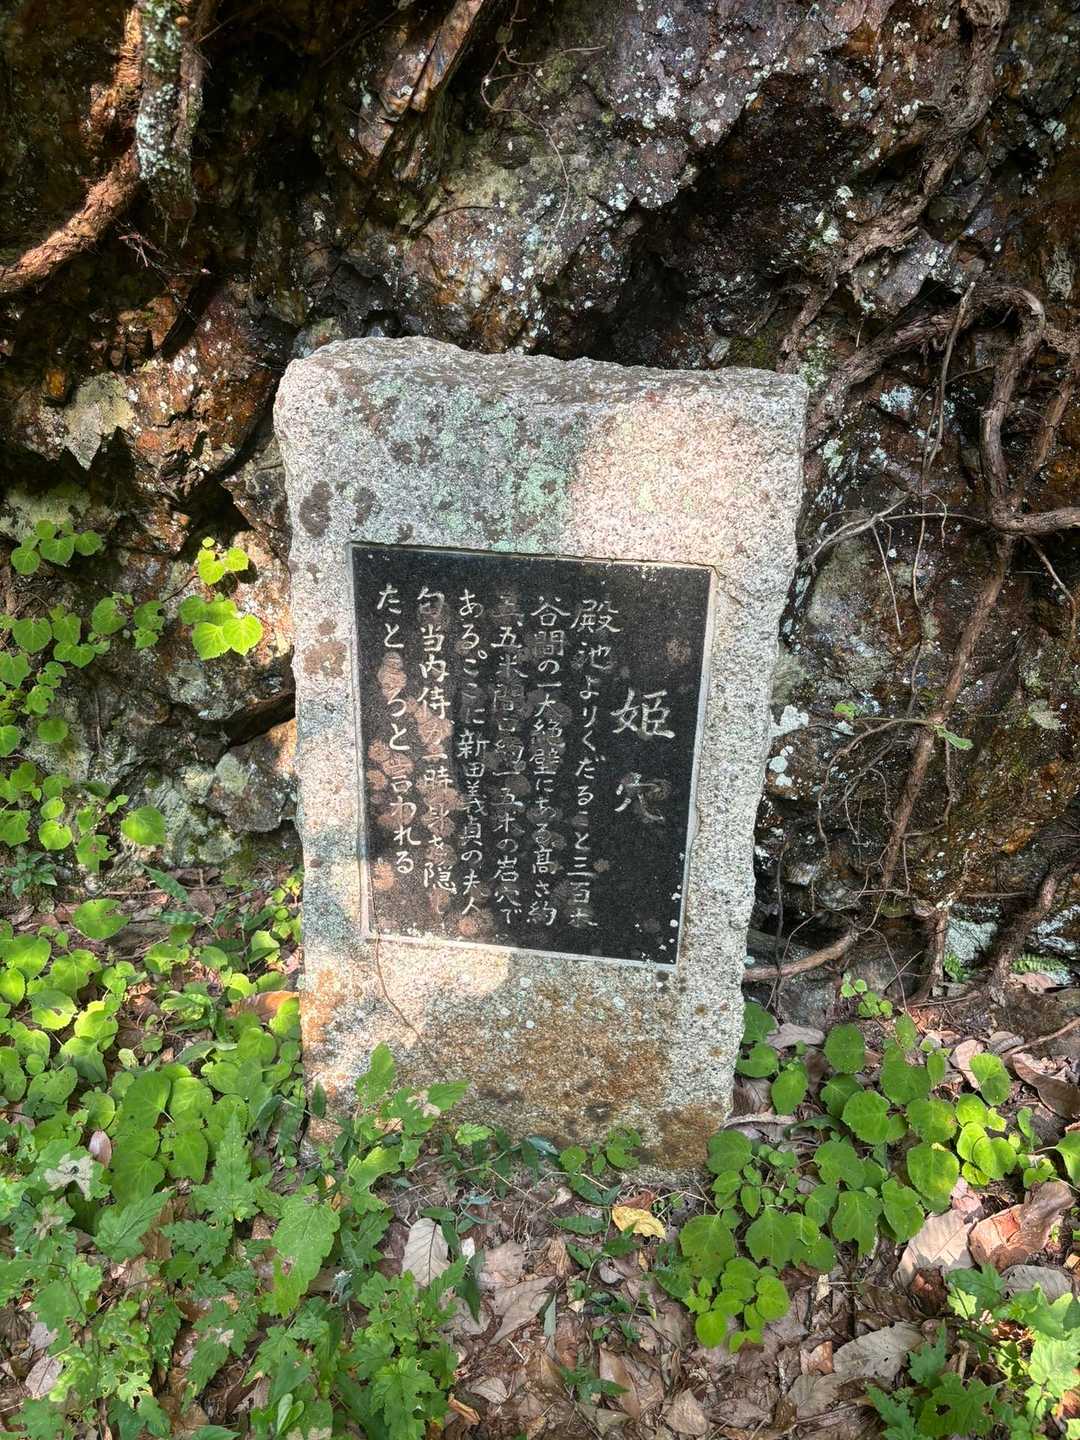 姫穴
殿池よりくだること三百米
谷間の一大絶壁にある高さ約
五米間口約一、五米の岩穴で
ある。ここに新田義貞の夫人
勾当内侍が一時身を隠し
たところと言われる